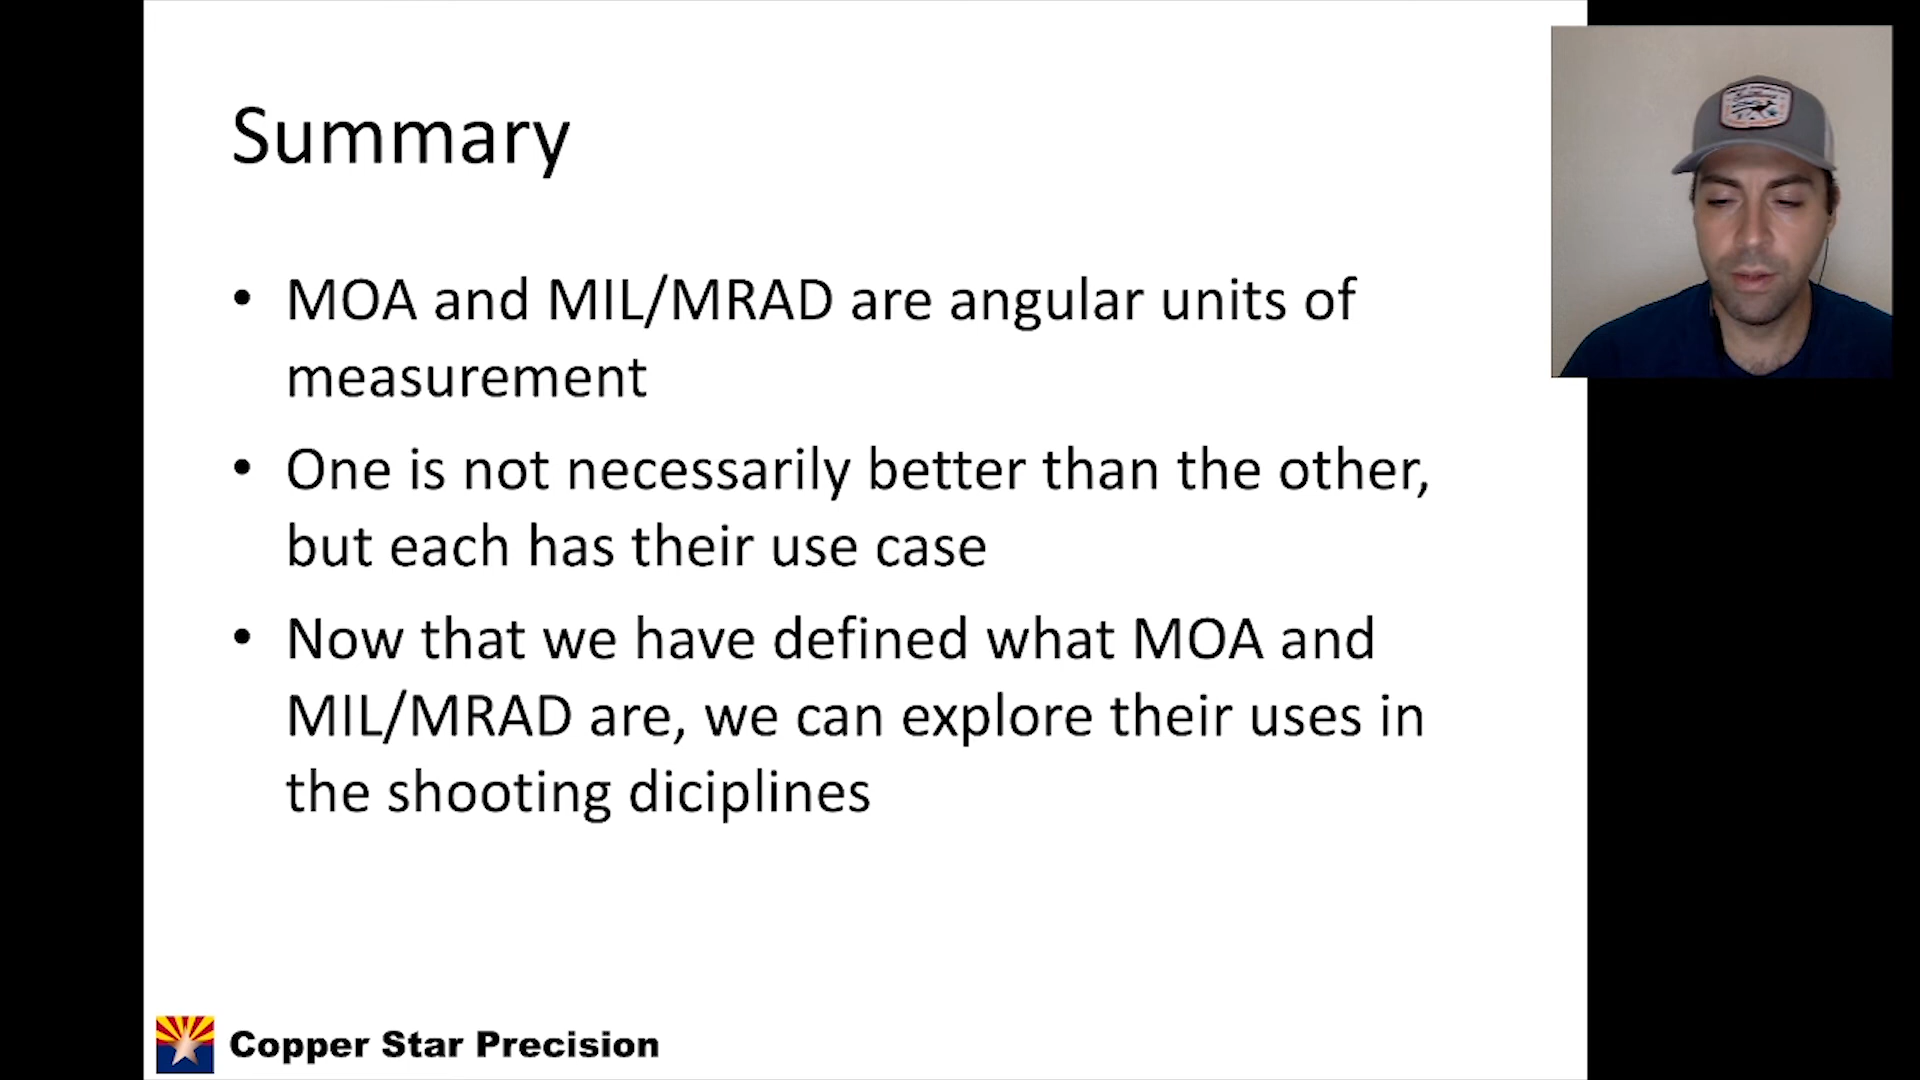 Summary
• MOA and MIL/MRAD are angular units of
measurement
• One is not necessarily better than the other,
but each has their use case
• Now that we have defined what MOA and
MIL/MRAD are, we can explore their uses in
the shooting diciplines
Copper Star Precision